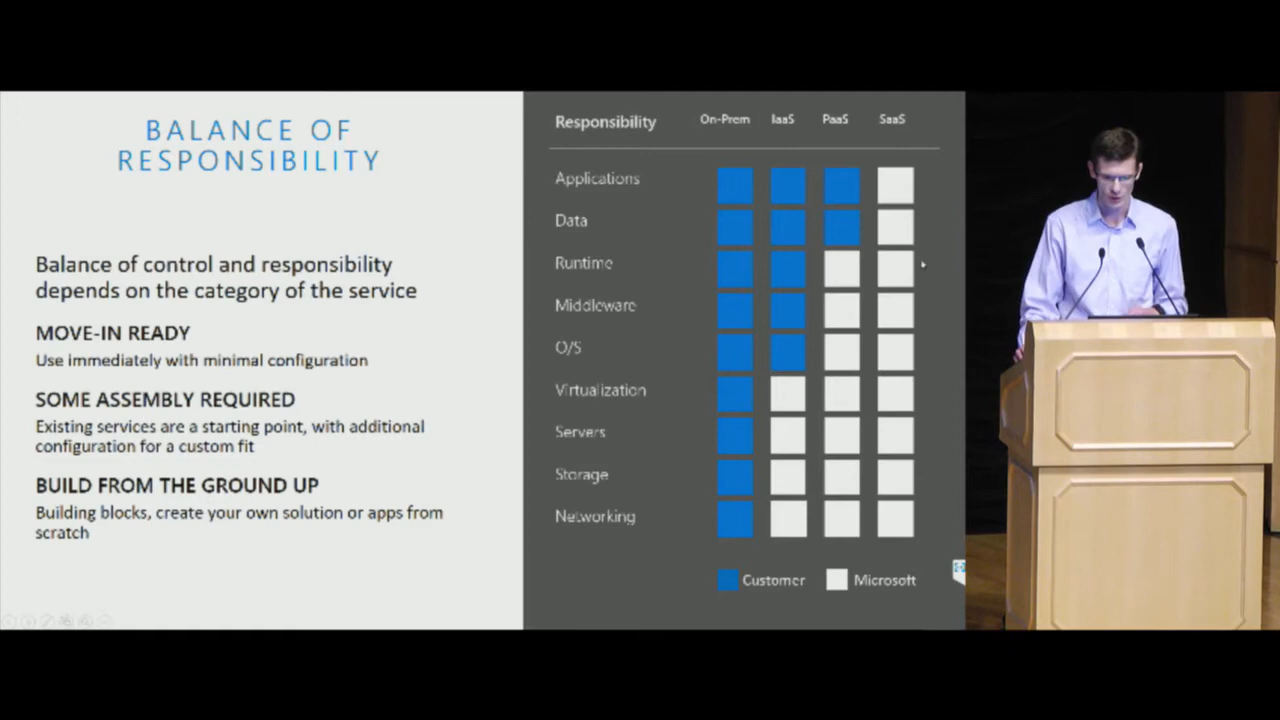 BALANCE OF
RESPONSIBILITY
Balance of control and responsibility
depends on the category of the service
MOVE-IN READY
Use immediately with minimal configuration
SOME ASSEMBLY REQUIRED
Existing services are a starting point, with additional
configuration for a custom fit
BUILD FROM THE GROUND UP
Building blocks, create your own solution or apps from
scratch
Responsibility On-Prem IaaS PaaS SaaS
Applications
Data
Runtime
Middleware
O/S
Virtualization
Servers
Storage
Networking
Customer Microsoft